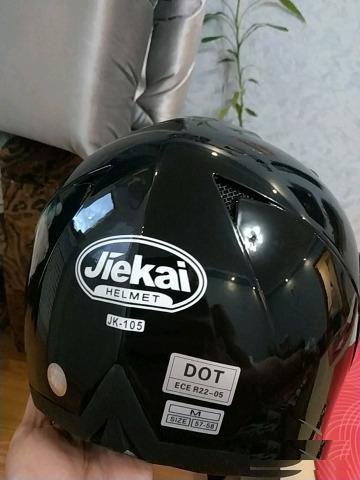 Jiekai
HELMET
JK-105
DOT
ECE R22-05
M
SIZE 57-58